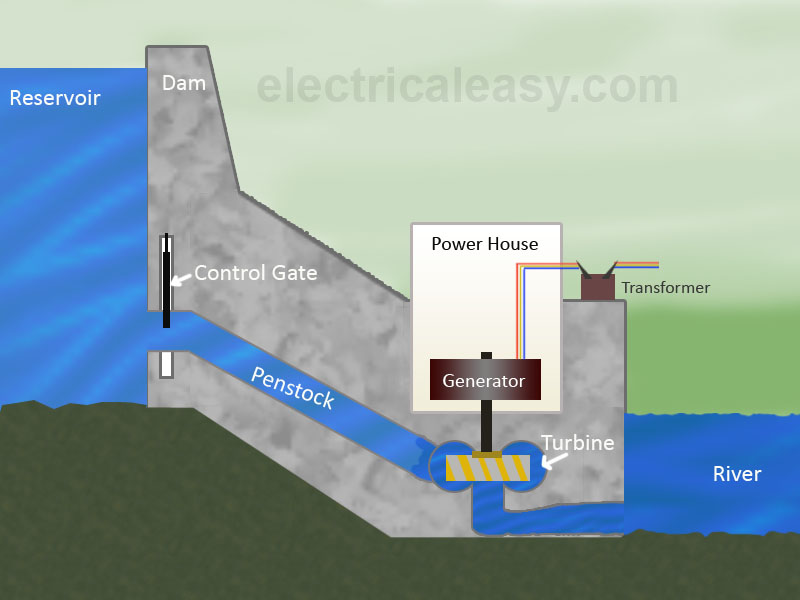 electricaleasy.com
Dam
Reservoir
Power House
Control Gate
Transformer
Penstock
Generator
Turbine
River